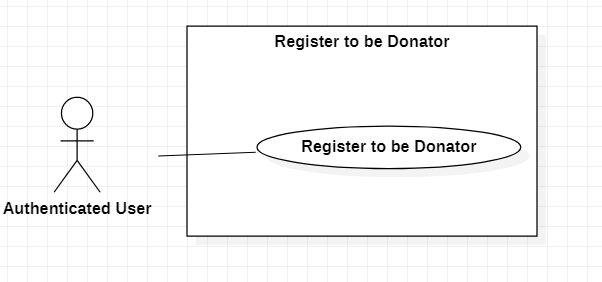 Register to be Donator
Register to be Donator
Authenticated User